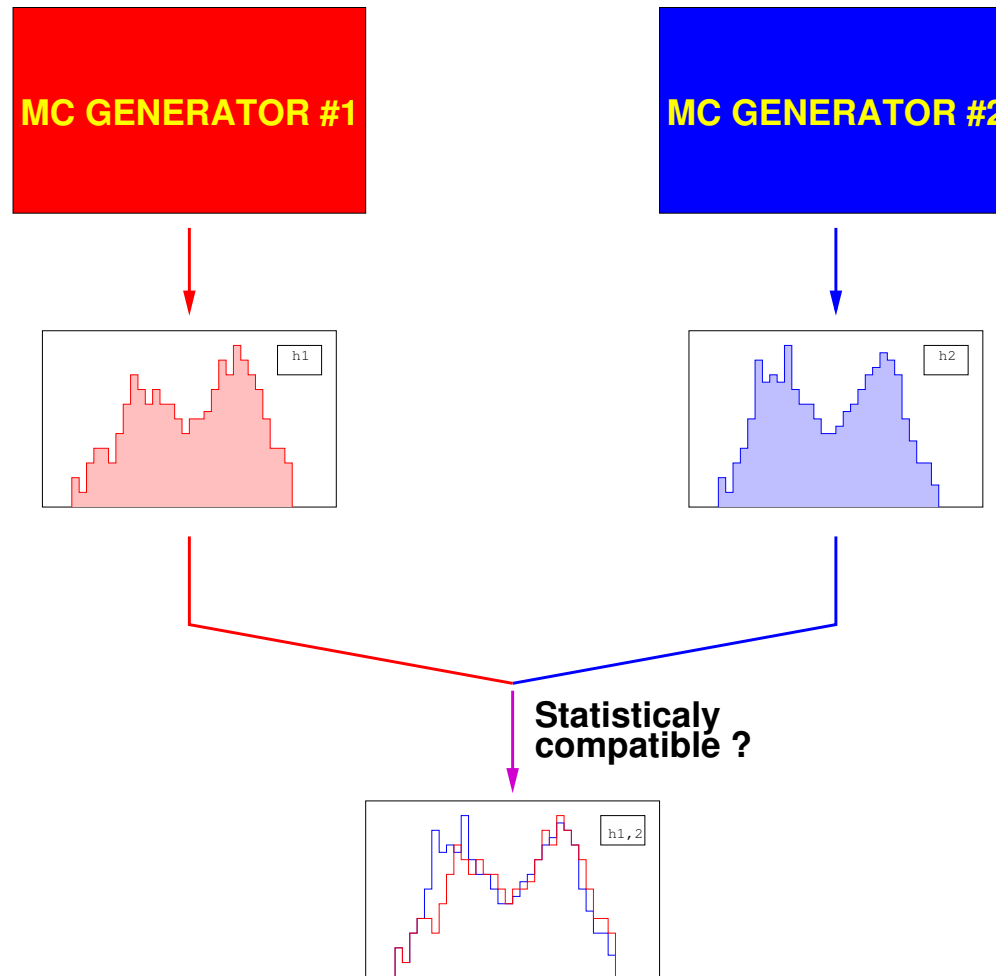 MC GENERATOR #1
MC GENERATOR #2
h1
h2
Statisticaly
compatible ?
h1,2